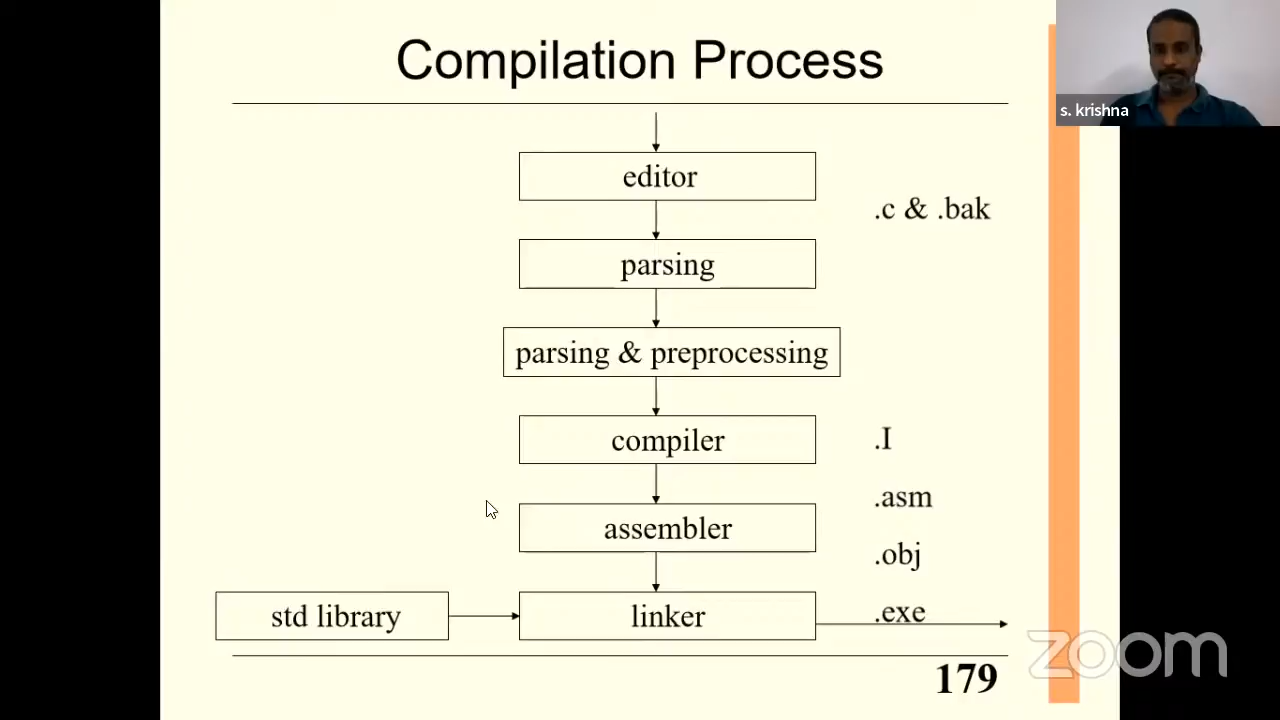 Compilation Process
s. krishna
editor
.c & .bak
parsing
parsing & preprocessing
compiler
.I
.asm
assembler
.obj
std library
linker
.exe
zoom
179